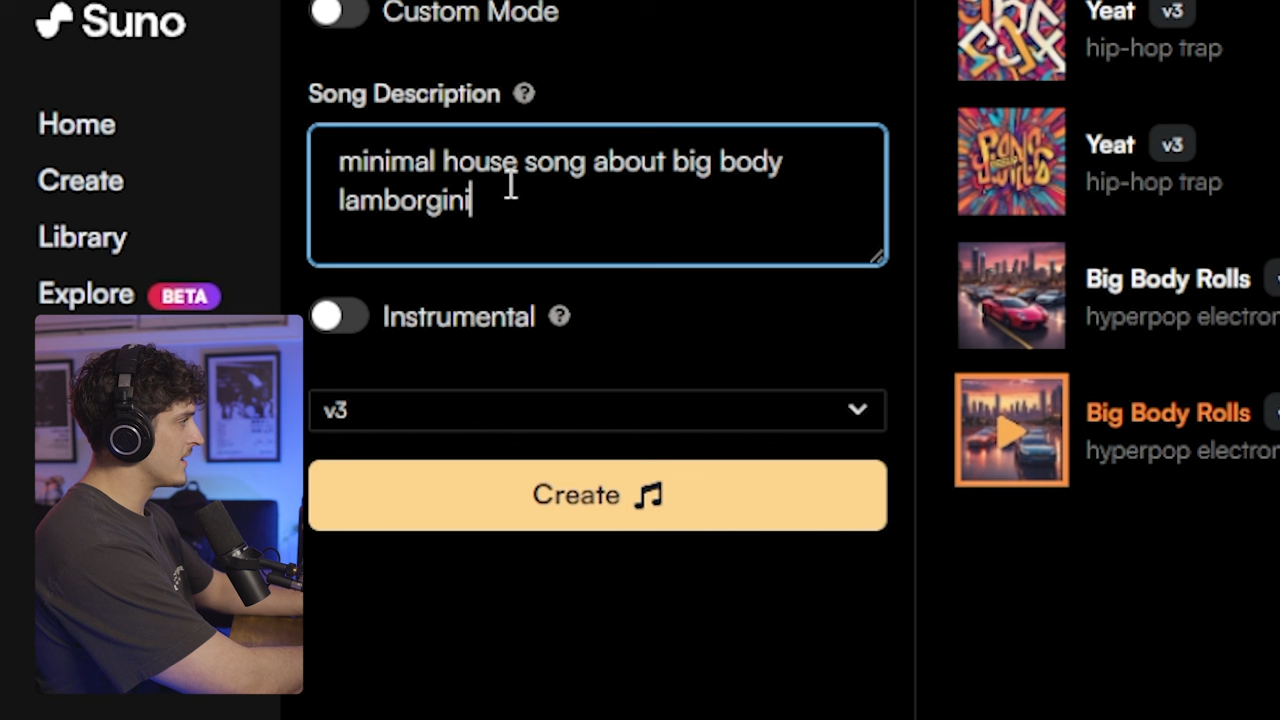 Suno
Home
Create
Library
Explore BETA
Custom Mode
Song Description ?
minimal house song about big body
lamborgini
Instrumental ?
v3
Create
Yeat v3
hip-hop trap
Yeat v3
hip-hop trap
Big Body Rolls
hyperpop electron
Big Body Rolls
hyperpop electron